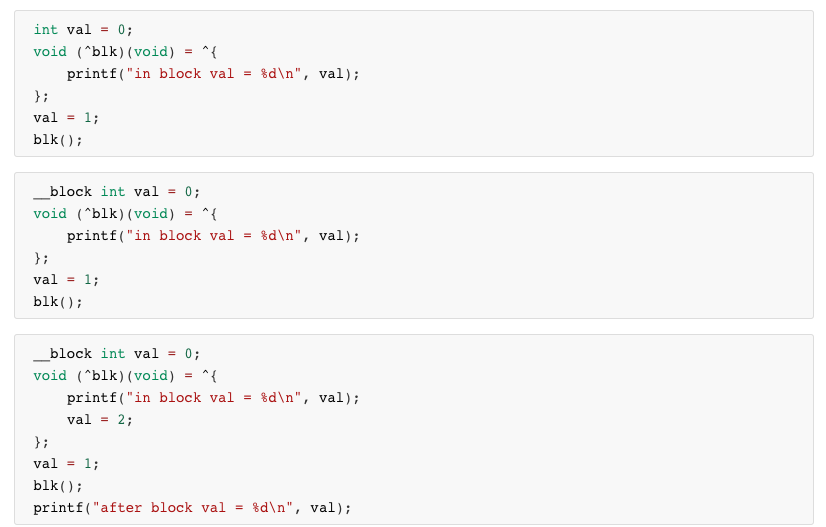 int val = 0;
void (^blk)(void) = ^{
    printf("in block val = %d\n", val);
};
val = 1;
blk();
__block int val = 0;
void (^blk)(void) = ^{
    printf("in block val = %d\n", val);
};
val = 1;
blk();
__block int val = 0;
void (^blk)(void) = ^{
    printf("in block val = %d\n", val);
    val = 2;
};
val = 1;
blk();
printf("after block val = %d\n", val);